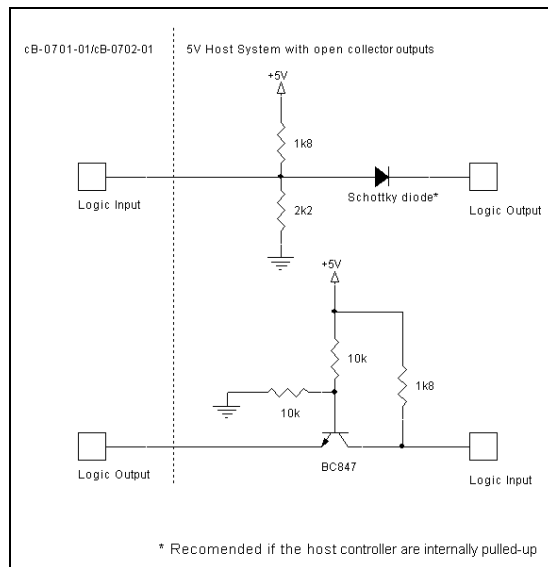 cB-0701-01/cB-0702-01
5V Host System with open collector outputs
+5V
1k8
Logic Input
Schottky diode*
Logic Output
2k2
+5V
10k
1k8
10k
Logic Output
BC847
Logic Input
* Recomended if the host controller are internally pulled-up